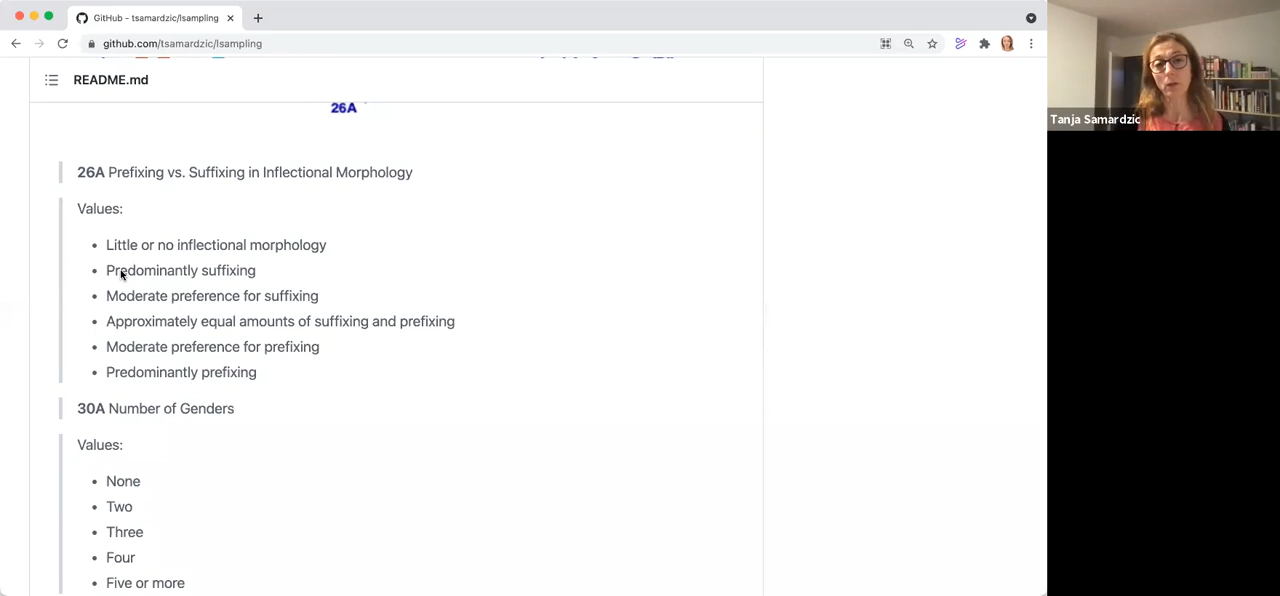 GitHub - tsamardzic/lsampling
github.com/tsamardzic/lsampling
README.md
26A
26A Prefixing vs. Suffixing in Inflectional Morphology
Values:
Little or no inflectional morphology
Predominantly suffixing
Moderate preference for suffixing
Approximately equal amounts of suffixing and prefixing
Moderate preference for prefixing
Predominantly prefixing
30A Number of Genders
Values:
None
Two
Three
Four
Five or more
Tanja Samardzic